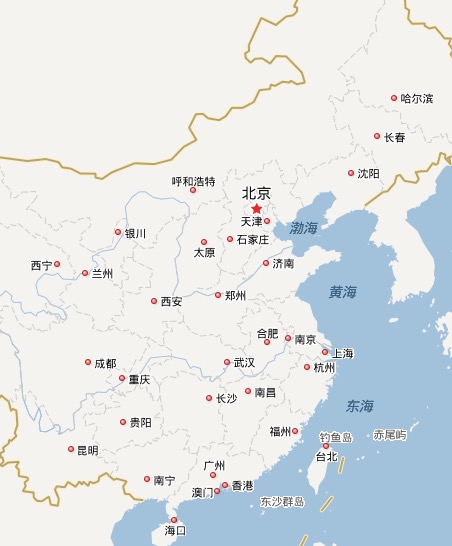 哈尔滨
长春
沈阳
呼和浩特
北京
天津
渤海
银川
太原
石家庄
西宁
兰州
济南
西安
郑州
黄海
合肥
南京
上海
成都
武汉
杭州
重庆
南昌
长沙
东海
贵阳
福州
钓鱼岛
赤尾屿
昆明
台北
广州
南宁
香港
澳门
东沙群岛
海口